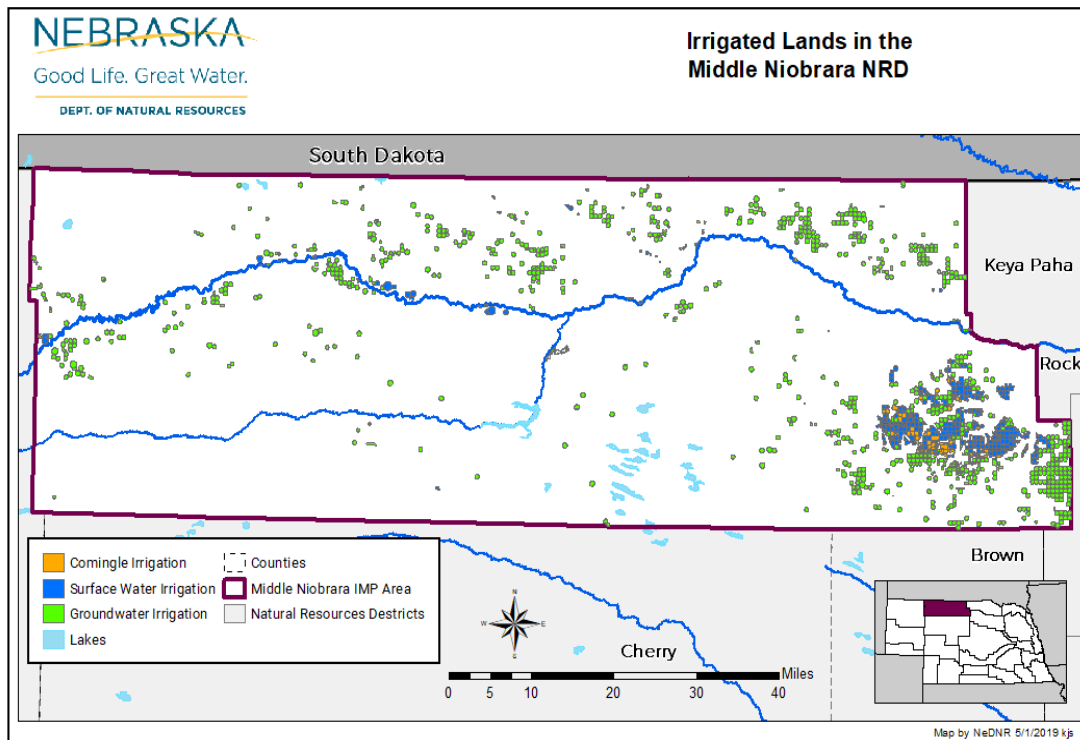 NEBRASKA
Good Life. Great Water.
DEPT. OF NATURAL RESOURCES
Irrigated Lands in the
Middle Niobrara NRD
South Dakota
Keya Paha
Rock
Brown
Cherry
Comingle Irrigation
Surface Water Irrigation
Groundwater Irrigation
Lakes
Counties
Middle Niobrara IMP Area
Natural Resources Destricts
N
W E
S
Miles
0 5 10 20 30 40
Map by NeDNR 5/1/2019 kjs